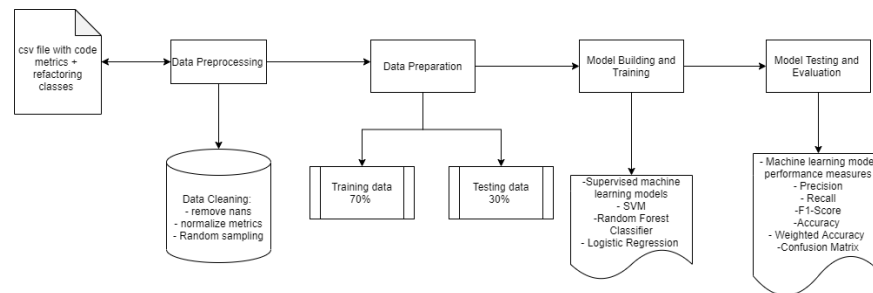 csv file with code
metrics +
refactoring
classes
Data Preprocessing
Data Preparation
Model Building and
Training
Model Testing and
Evaluation
Data Cleaning:
- remove nans
- normalize metrics
- Random sampling
Training data
70%
Testing data
30%
-Supervised machine
learning models
- SVM
-Random Forest
Classifier
- Logistic Regression
- Machine learning model
performance measures
- Precision
- Recall
-F1-Score
-Accuracy
- Weighted Accuracy
-Confusion Matrix